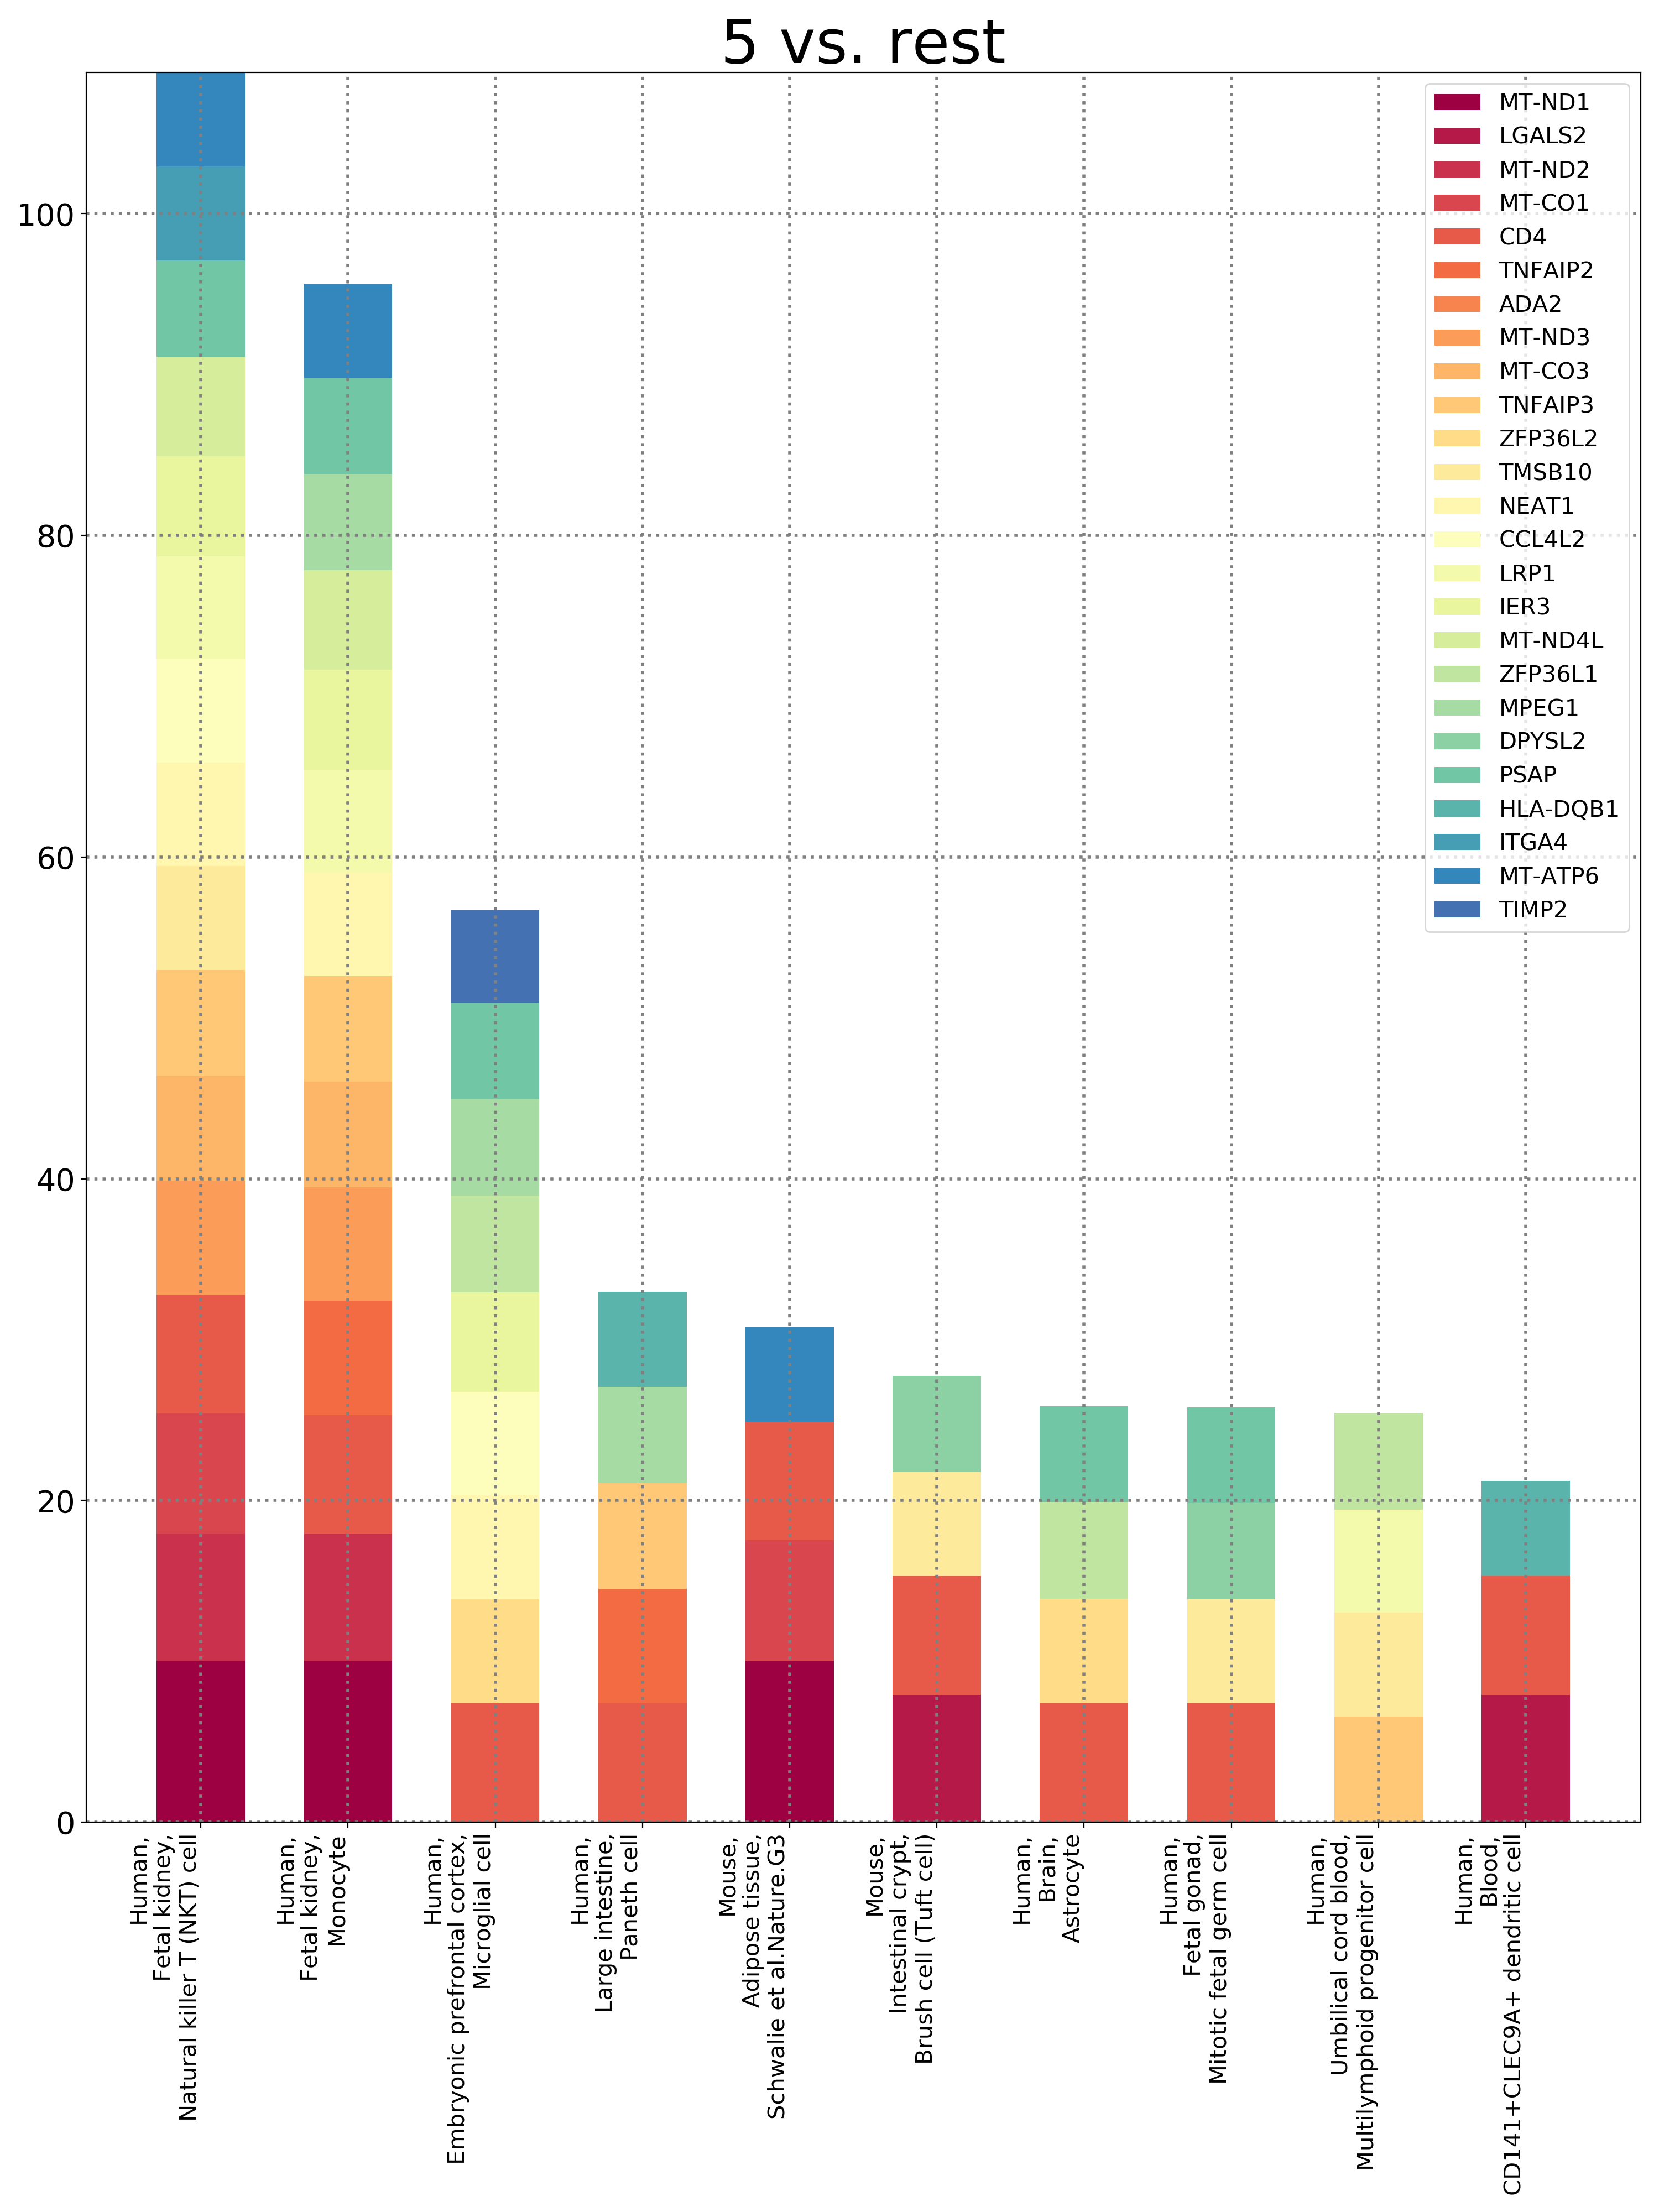 5 vs. rest
100
80
60
40
20
0
MT-ND1
LGALS2
MT-ND2
MT-CO1
CD4
TNFAIP2
ADA2
MT-ND3
MT-CO3
TNFAIP3
ZFP36L2
TMSB10
NEAT1
CCL4L2
LRP1
IER3
MT-ND4L
ZFP36L1
MPEG1
DPYSL2
PSAP
HLA-DQB1
ITGA4
MT-ATP6
TIMP2
Human,
Fetal kidney,
Natural killer T (NKT) cell
Human,
Fetal kidney,
Monocyte
Human,
Embryonic prefrontal cortex,
Microglial cell
Human,
Large intestine,
Paneth cell
Mouse,
Adipose tissue,
Schwalie et al.Nature.G3
Mouse,
Intestinal crypt,
Brush cell (Tuft cell)
Human,
Brain,
Astrocyte
Human,
Fetal gonad,
Mitotic fetal germ cell
Human,
Umbilical cord blood,
Multilymphoid progenitor cell
Human,
Blood,
CD141+CLEC9A+ dendritic cell